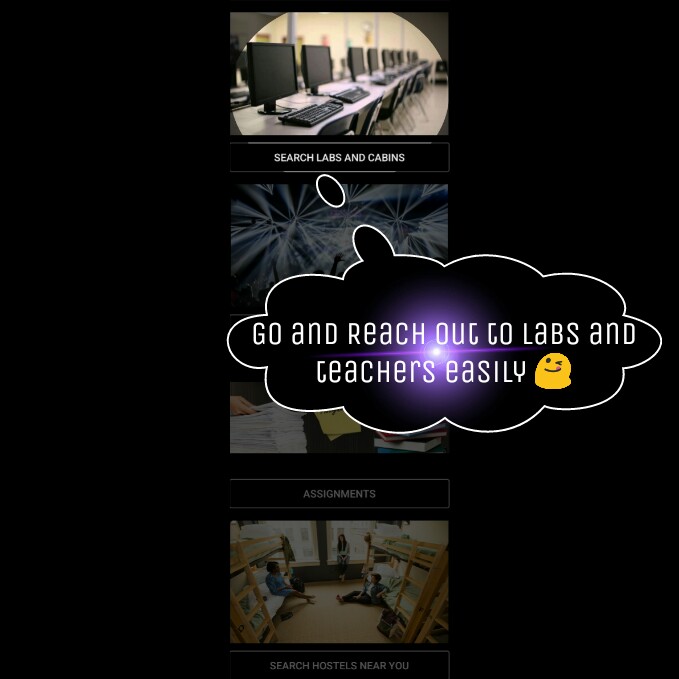 SEARCH LABS AND CABINS
GO and REACH OUT TO LABS and
TEACHERS EASILY 😜
ASSIGNMENTS
SEARCH HOSTELS NEAR YOU